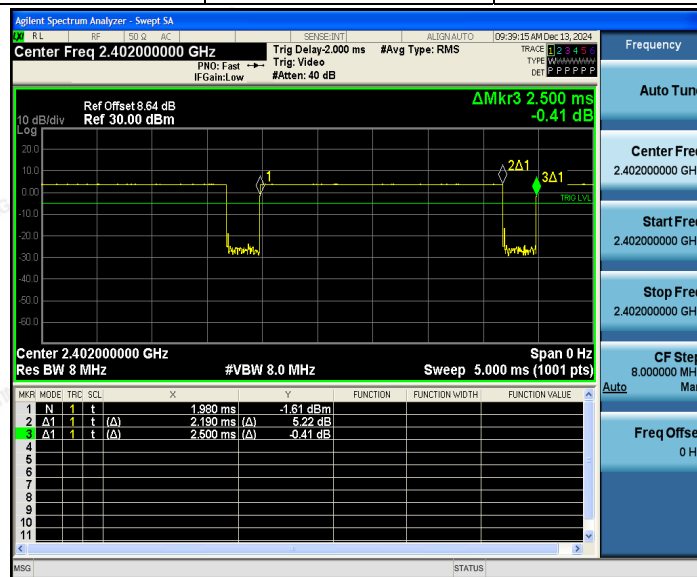 Agilent Spectrum Analyzer - Swept SA
LXI RL RF 50 Ω AC SENSE:INT ALIGNAUTO 09:39:15 AM Dec 13, 2024
Center Freq 2.402000000 GHz
PNO: Fast
IFGain:Low
Trig Delay-2.000 ms
Trig: Video
#Atten: 40 dB
#Avg Type: RMS
TRACE 1 2 3 4 5 6
TYPE W
DET P P P P P P
Ref Offset 8.64 dB
10 dB/div Ref 30.00 dBm
Log
ΔMkr3 2.500 ms
-0.41 dB
20.0
10.0
0.00
-10.0
-20.0
-30.0
-40.0
-50.0
-60.0
1
2Δ1
3Δ1
TRIG LVL
Center 2.402000000 GHz Span 0 Hz
Res BW 8 MHz #VBW 8.0 MHz Sweep 5.000 ms (1001 pts)
MKR MODE TRC SCL X Y FUNCTION FUNCTION WIDTH FUNCTION VALUE
1 N 1 t 1.980 ms -1.61 dBm
2 Δ1 1 t (Δ) 2.190 ms (Δ) 5.22 dB
3 Δ1 1 t (Δ) 2.500 ms (Δ) -0.41 dB
4
5
6
7
8
9
10
11
MSG STATUS
Frequency
Auto Tun
Center Fre
2.402000000 GH
Start Fre
2.402000000 GH
Stop Fre
2.402000000 GH
CF Ste
8.000000 MH
Auto Ma
Freq Offse
0 H